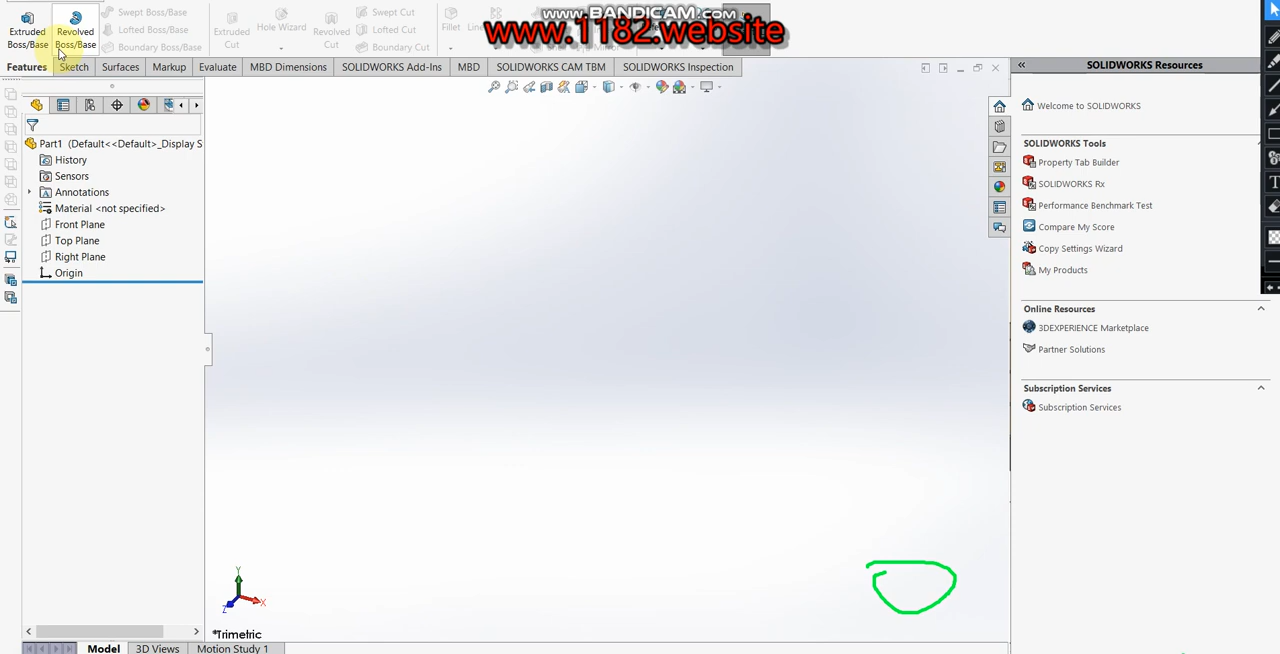 www.BANDICAM.com
www.1182.website
Extruded Boss/Base
Revolved Boss/Base
Swept Boss/Base
Lofted Boss/Base
Boundary Boss/Base
Extruded Cut
Hole Wizard
Revolved Cut
Swept Cut
Lofted Cut
Boundary Cut
Fillet
Features
Sketch
Surfaces
Markup
Evaluate
MBD Dimensions
SOLIDWORKS Add-Ins
MBD
SOLIDWORKS CAM TBM
SOLIDWORKS Inspection
Part1 (Default<<Default>_Display S
History
Sensors
Annotations
Material <not specified>
Front Plane
Top Plane
Right Plane
Origin
Y
Z
X
*Trimetric
Model
3D Views
Motion Study 1
SOLIDWORKS Resources
Welcome to SOLIDWORKS
SOLIDWORKS Tools
Property Tab Builder
SOLIDWORKS Rx
Performance Benchmark Test
Compare My Score
Copy Settings Wizard
My Products
Online Resources
3DEXPERIENCE Marketplace
Partner Solutions
Subscription Services
Subscription Services